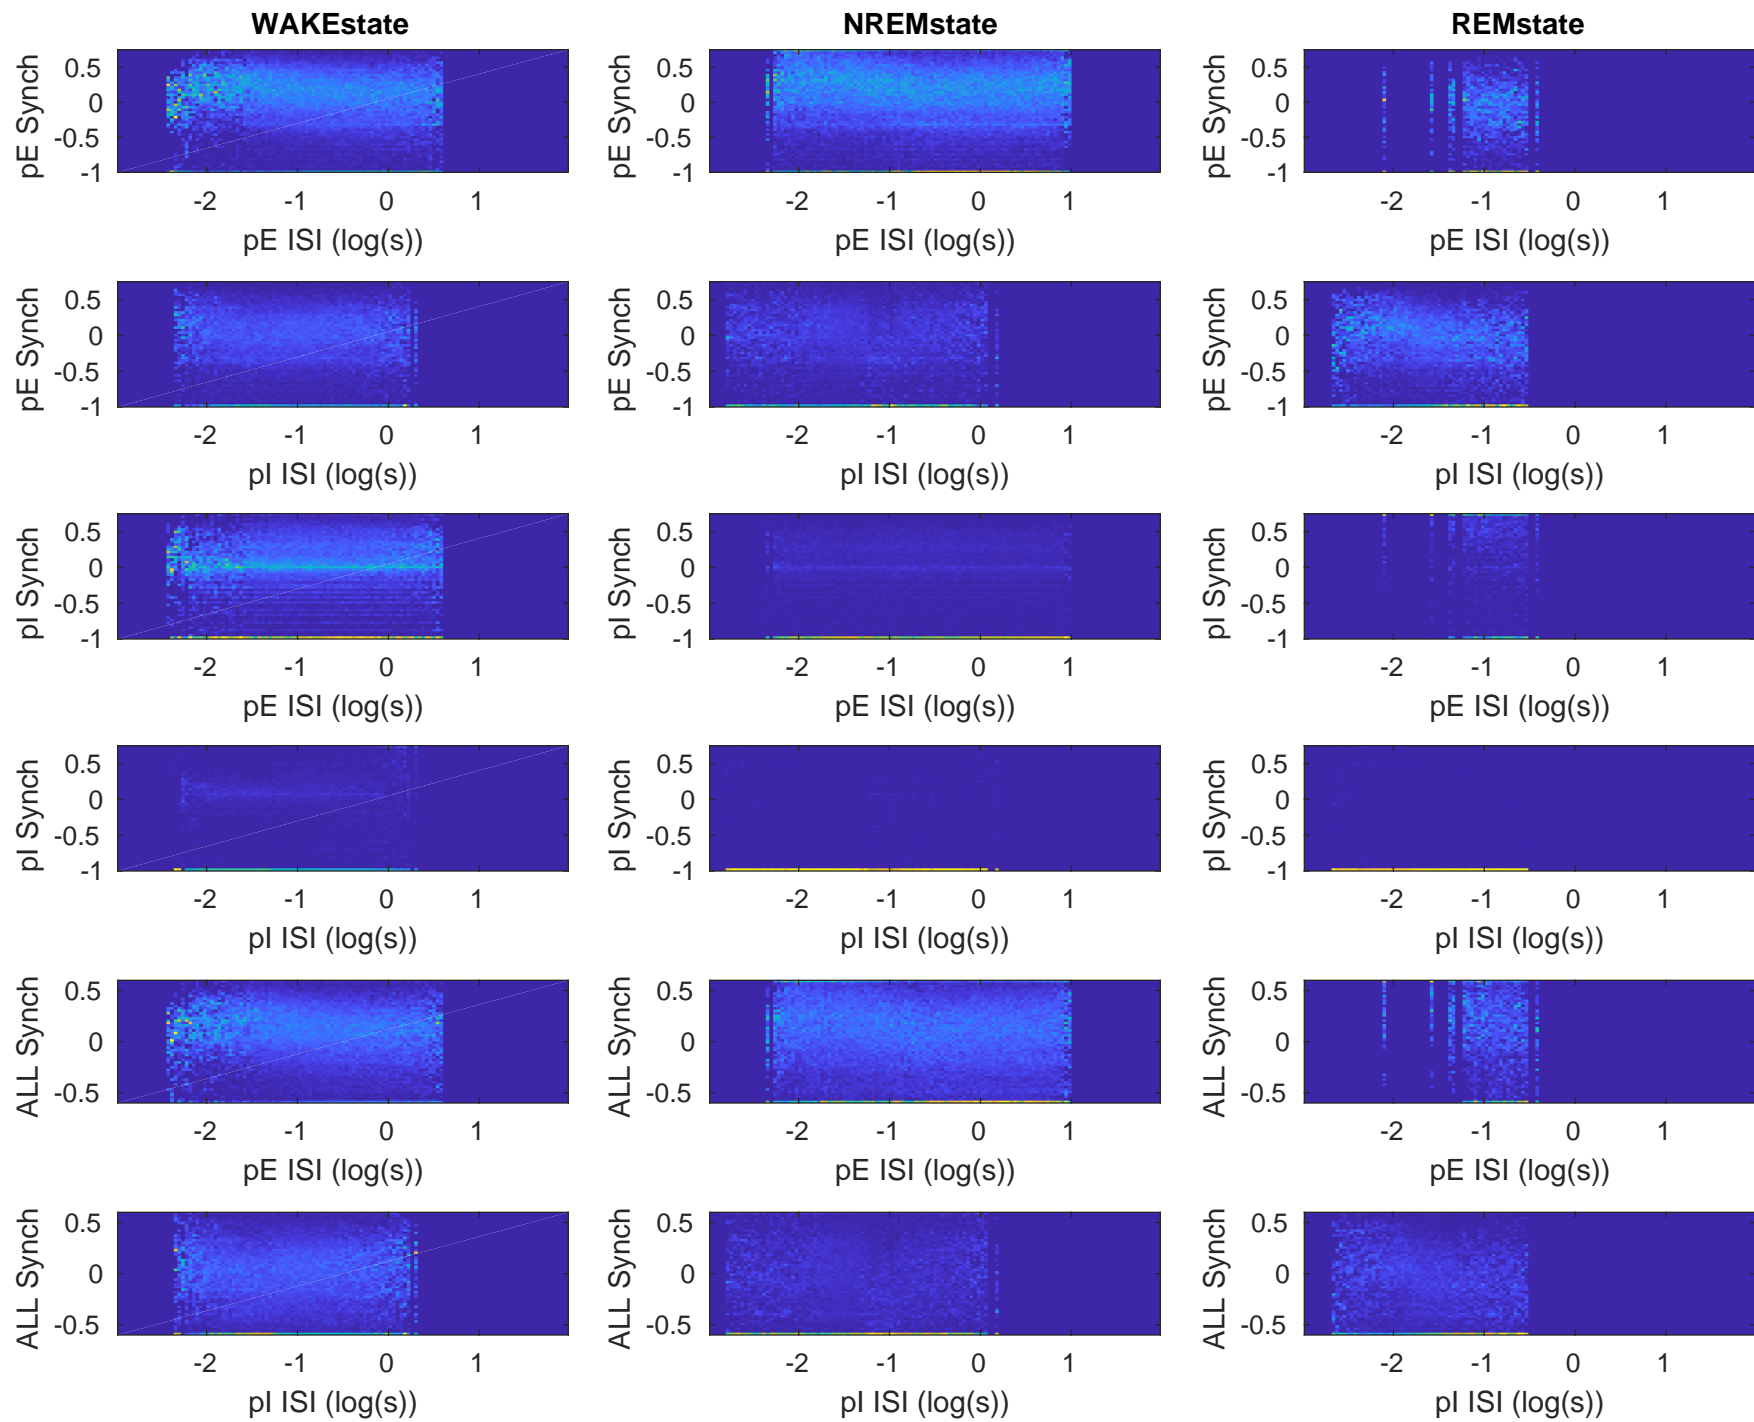 WAKEstate NREMstate REMstate
pE Synch 0.5 0 -0.5 -1 pE Synch 0.5 0 -0.5 -1 pE Synch 0.5 0 -0.5 -1
-2 -1 0 1 -2 -1 0 1 -2 -1 0 1
pE ISI (log(s)) pE ISI (log(s)) pE ISI (log(s))
pE Synch 0.5 0 -0.5 -1 pE Synch 0.5 0 -0.5 -1 pE Synch 0.5 0 -0.5 -1
-2 -1 0 1 -2 -1 0 1 -2 -1 0 1
pI ISI (log(s)) pI ISI (log(s)) pI ISI (log(s))
pI Synch 0.5 0 -0.5 -1 pI Synch 0.5 0 -0.5 -1 pI Synch 0.5 0 -0.5 -1
-2 -1 0 1 -2 -1 0 1 -2 -1 0 1
pE ISI (log(s)) pE ISI (log(s)) pE ISI (log(s))
pI Synch 0.5 0 -0.5 -1 pI Synch 0.5 0 -0.5 -1 pI Synch 0.5 0 -0.5 -1
-2 -1 0 1 -2 -1 0 1 -2 -1 0 1
pI ISI (log(s)) pI ISI (log(s)) pI ISI (log(s))
ALL Synch 0.5 0 -0.5 ALL Synch 0.5 0 -0.5 ALL Synch 0.5 0 -0.5
-2 -1 0 1 -2 -1 0 1 -2 -1 0 1
pE ISI (log(s)) pE ISI (log(s)) pE ISI (log(s))
ALL Synch 0.5 0 -0.5 ALL Synch 0.5 0 -0.5 ALL Synch 0.5 0 -0.5
-2 -1 0 1 -2 -1 0 1 -2 -1 0 1
pI ISI (log(s)) pI ISI (log(s)) pI ISI (log(s))